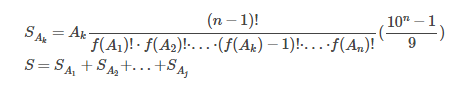 S_{A_k} = A_k \frac{(n-1)!}{f(A_1)! \cdot f(A_2)! \cdot \ldots \cdot (f(A_k)-1)! \cdot \ldots \cdot f(A_n)!} (\frac{10^n-1}{9})
S = S_{A_1} + S_{A_2} + \ldots + S_{A_j}